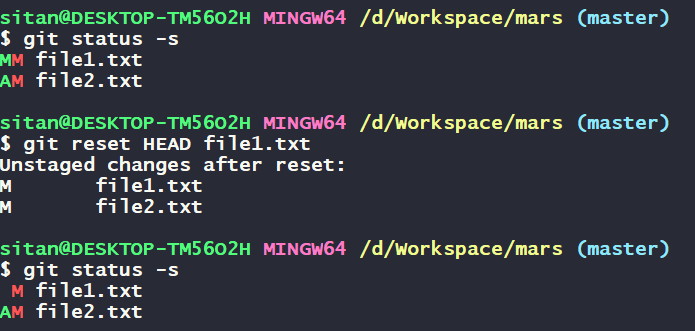 sitan@DESKTOP-TM56O2H MINGW64 /d/Workspace/mars (master)
$ git status -s
MM file1.txt
AM file2.txt
sitan@DESKTOP-TM56O2H MINGW64 /d/Workspace/mars (master)
$ git reset HEAD file1.txt
Unstaged changes after reset:
M       file1.txt
M       file2.txt
sitan@DESKTOP-TM56O2H MINGW64 /d/Workspace/mars (master)
$ git status -s
 M file1.txt
AM file2.txt